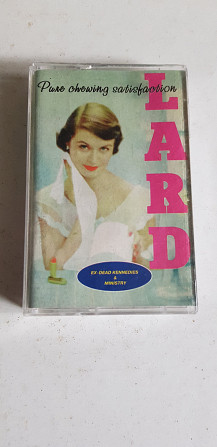 Pure chewing satisfaction
LARD
EX-DEAD KENNEDIES
&
MINISTRY